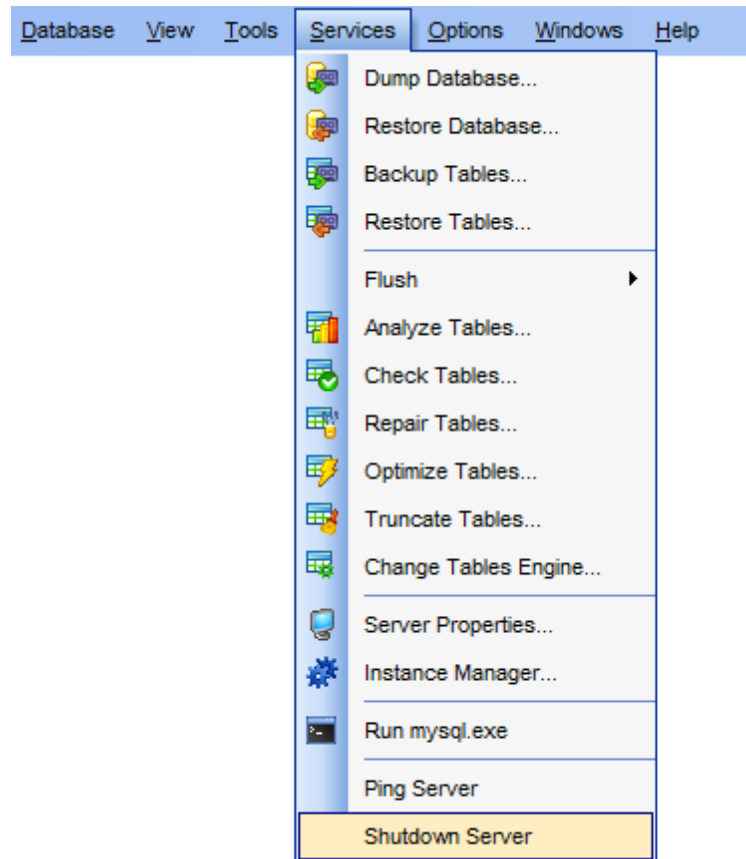 Database View Tools Services Options Windows Help
Dump Database...
Restore Database...
Backup Tables...
Restore Tables...
Flush
Analyze Tables...
Check Tables...
Repair Tables...
Optimize Tables...
Truncate Tables...
Change Tables Engine...
Server Properties...
Instance Manager...
Run mysql.exe
Ping Server
Shutdown Server